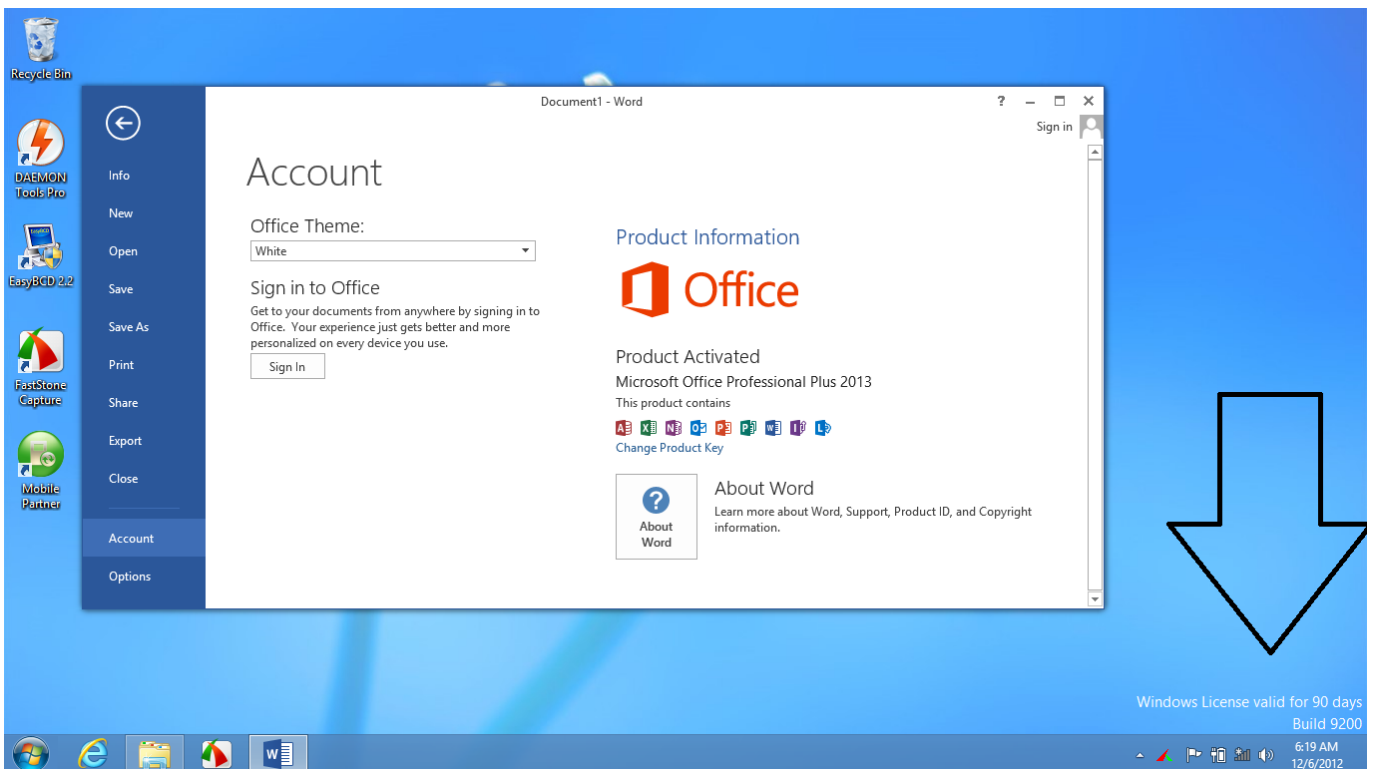 Recycle Bin
DAEMON
Tools Pro
EasyBCD 2.2
FastStone
Capture
Mobile
Partner
Document1 - Word
?
Sign in
Info
New
Open
Save
Save As
Print
Share
Export
Close
Account
Options
Account
Office Theme:
White
Sign in to Office
Get to your documents from anywhere by signing in to
Office. Your experience just gets better and more
personalized on every device you use.
Sign In
Product Information
Office
Product Activated
Microsoft Office Professional Plus 2013
This product contains
Change Product Key
?
About
Word
About Word
Learn more about Word, Support, Product ID, and Copyright
information.
Windows License valid for 90 days
Build 9200
6:19 AM
12/6/2012